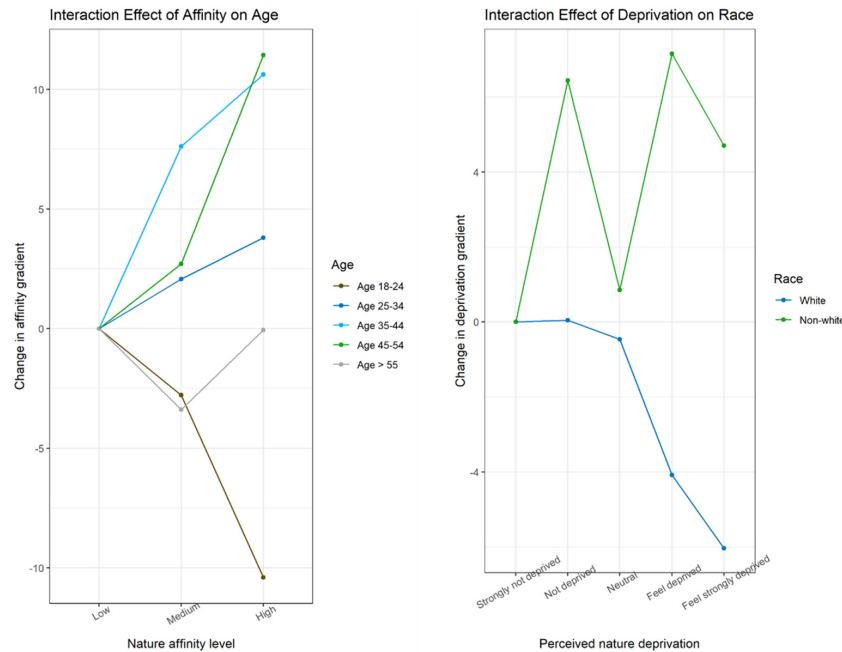 Interaction Effect of Affinity on Age
10
5
0
-5
-10
Change in affinity gradient
Low
Medium
High
Nature affinity level
Age
Age 18-24
Age 25-34
Age 35-44
Age 45-54
Age > 55
Interaction Effect of Deprivation on Race
4
0
-4
Change in deprivation gradient
Strongly not deprived
Not deprived
Neutral
Feel deprived
Feel strongly deprived
Perceived nature deprivation
Race
White
Non-white